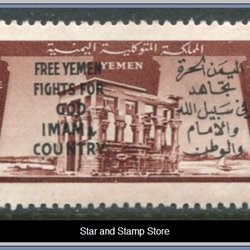 المملكة المتوكلية اليمنية
YEMEN
FREE YEMEN
FIGHTS FOR
GOD
IMAM &
COUNTRY
اليمن الحرة
تجاهد
في سبيل الله
والامام
والوطن
Star and Stamp Store